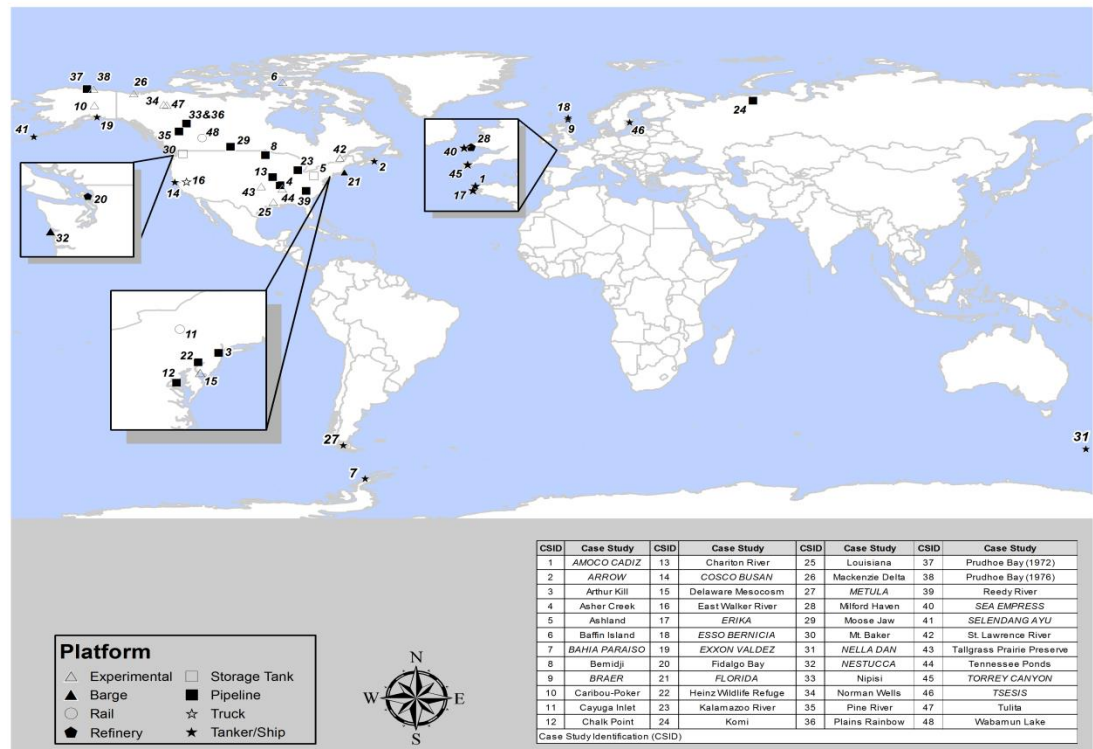 37
38
26
6
10
34
47
33&36
19
41
35
48
29
8
30
23
42
5
2
13
4
21
43
44
39
25
14
16
20
32
11
3
22
12
15
18
9
46
24
40
28
45
1
17
27
7
31
CSID Case Study CSID Case Study CSID Case Study CSID Case Study
1 AMOCO CADIZ 13 Chariton River 25 Louisiana 37 Prudhoe Bay (1972)
2 ARROW 14 COSCO BUSAN 26 Mackenzie Delta 38 Prudhoe Bay (1976)
3 Arthur Kill 15 Delaware Mesocosm 27 METULA 39 Reedy River
4 Asher Creek 16 East Walker River 28 Milford Haven 40 SEA EMPRESS
5 Ashland 17 ERIKA 29 Moose Jaw 41 SELENDANG AYU
6 Baffin Island 18 ESSO BERNICIA 30 Mt. Baker 42 St. Lawrence River
7 BAHIA PARAISO 19 EXXON VALDEZ 31 NELLA DAN 43 Tallgrass Prairie Preserve
8 Bemidji 20 Fidalgo Bay 32 NESTUCCA 44 Tennessee Ponds
9 BRAER 21 FLORIDA 33 Nipisi 45 TORREY CANYON
10 Caribou-Poker 22 Heinz Wildlife Refuge 34 Norman Wells 46 TSESIS
11 Cayuga Inlet 23 Kalamazoo River 35 Pine River 47 Tulita
12 Chalk Point 24 Komi 36 Plains Rainbow 48 Wabamun Lake
Case Study Identification (CSID)
Platform
Experimental Storage Tank
Barge Pipeline
Rail Truck
Refinery Tanker/Ship
N
W E
S